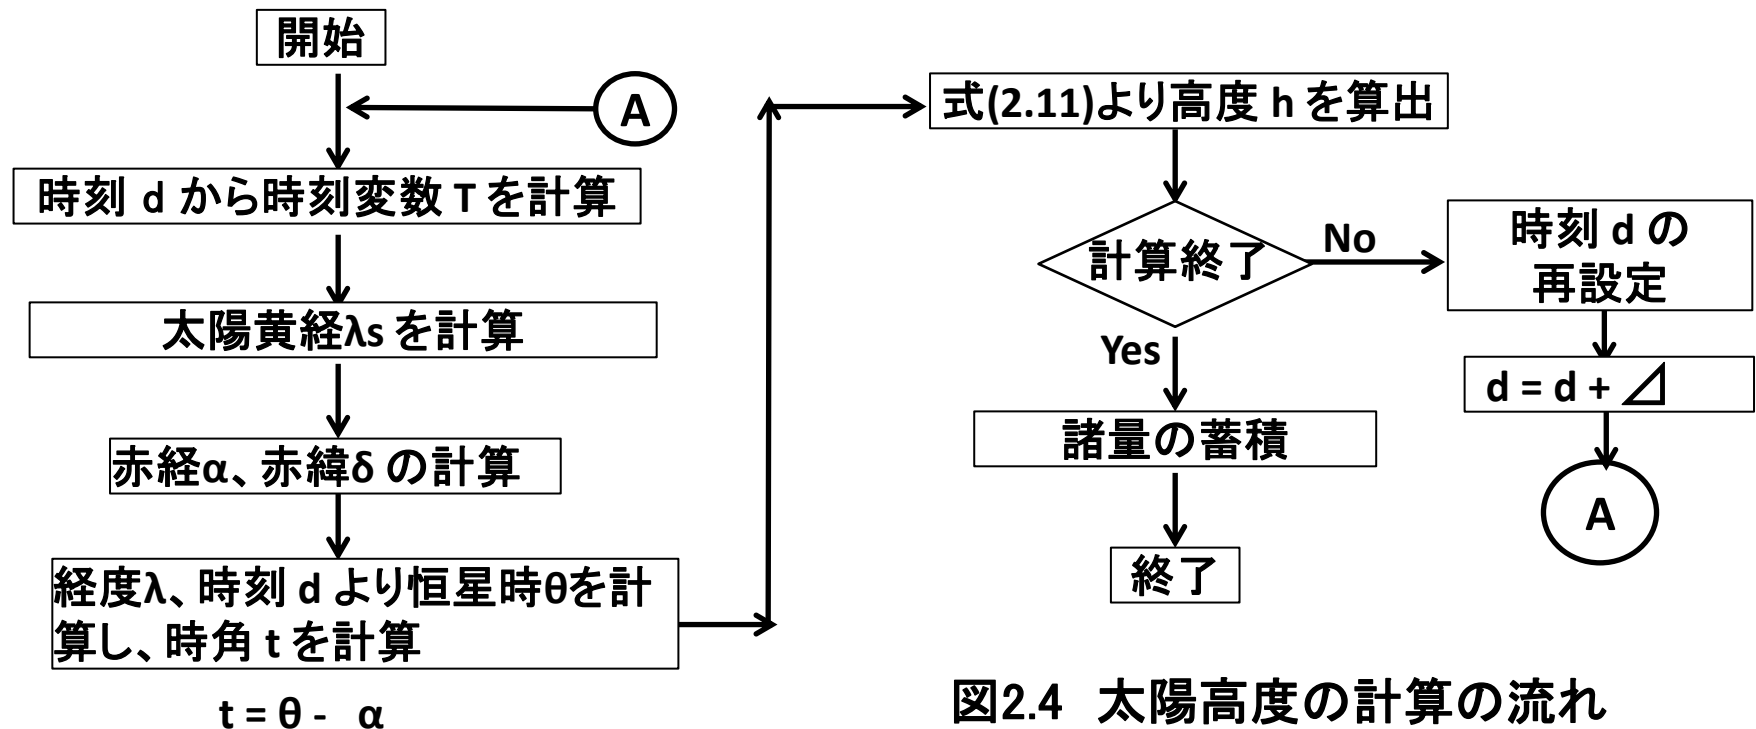 開始
A
時刻 d から時刻変数 T を計算
太陽黄経λs を計算
赤経α、赤緯δ の計算
経度λ、時刻 d より恒星時θを計
算し、時角 t を計算
t = θ - α
式(2.11)より高度 h を算出
計算終了
No
Yes
時刻 d の
再設定
d = d + ⊿
A
諸量の蓄積
終了
図2.4 太陽高度の計算の流れ